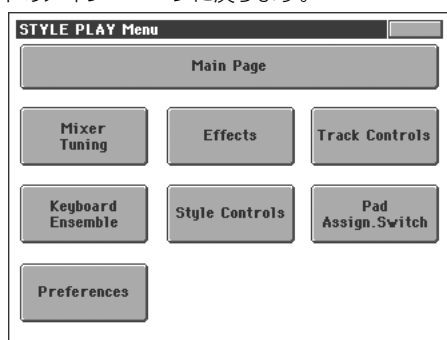 STYLE PLAY Menu
Main Page
Mixer
Tuning
Effects
Track Controls
Keyboard
Ensemble
Style Controls
Pad
Assign.Switch
Preferences